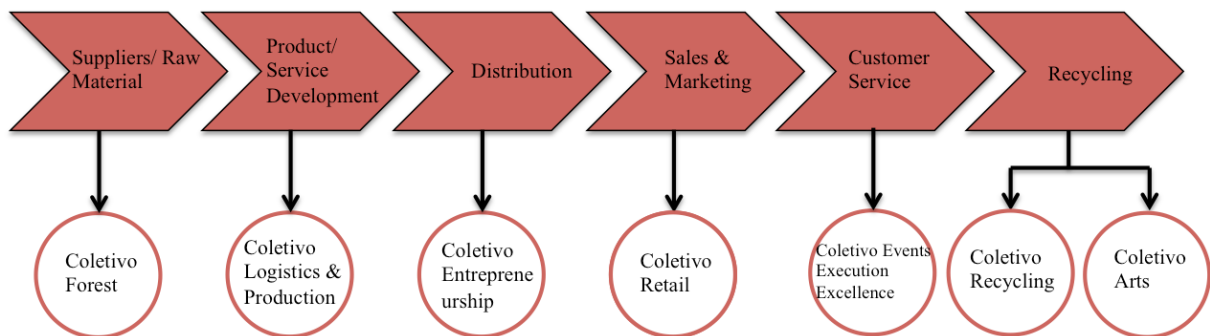 Suppliers/ Raw
Material
Product/
Service
Development
Distribution
Sales &
Marketing
Customer
Service
Recycling
Coletivo
Forest
Coletivo
Logistics &
Production
Coletivo
Entreprene
urship
Coletivo
Retail
Coletivo Events
Execution
Excellence
Coletivo
Recycling
Coletivo
Arts